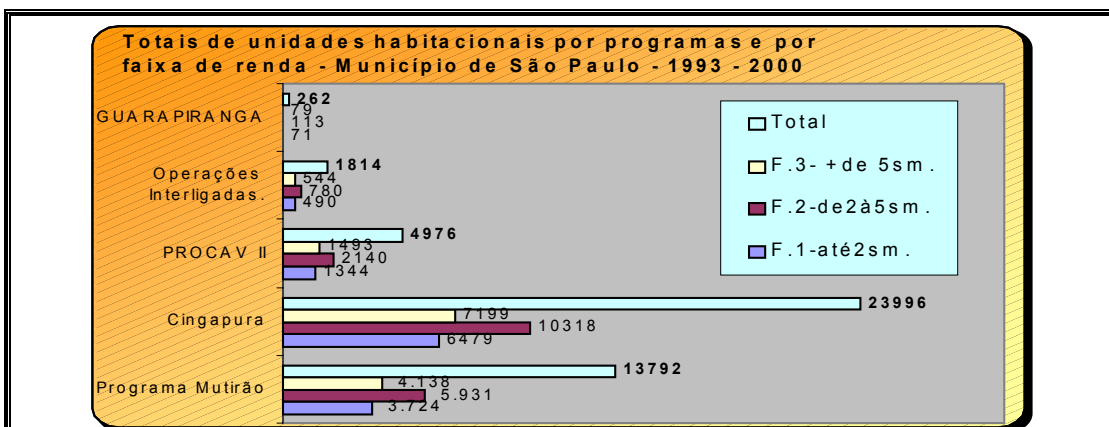 Totais de unidades habitacionais por programas e por
faixa de renda - Município de São Paulo - 1993 - 2000
GUARAPIRANGA
262
79
113
71
Operações
Interligadas.
1814
544
780
490
PROCAV II
4976
1493
2140
1344
Cingapura
23996
7199
10318
6479
Programa Mutirão
13792
4.138
5.931
3.724
Total
F.3- +de 5sm.
F.2-de2à5sm.
F.1-até2sm.